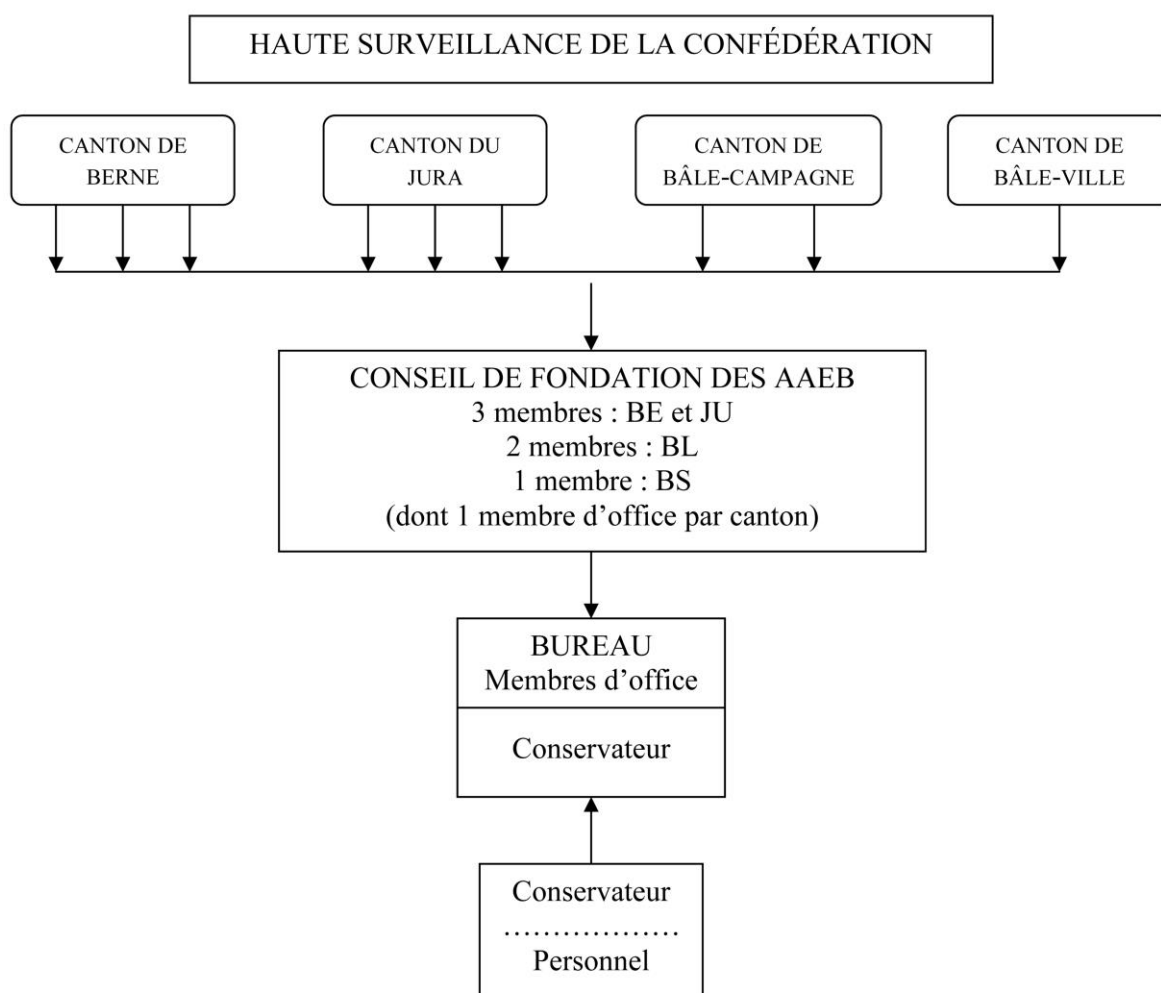 HAUTE SURVEILLANCE DE LA CONFÉDÉRATION
CANTON DE
BERNE
CANTON DU
JURA
CANTON DE
BÂLE-CAMPAGNE
CANTON DE
BÂLE-VILLE
CONSEIL DE FONDATION DES AAEB
3 membres : BE et JU
2 membres : BL
1 membre : BS
(dont 1 membre d’office par canton)
BUREAU
Membres d’office
Conservateur
Conservateur
………………
Personnel